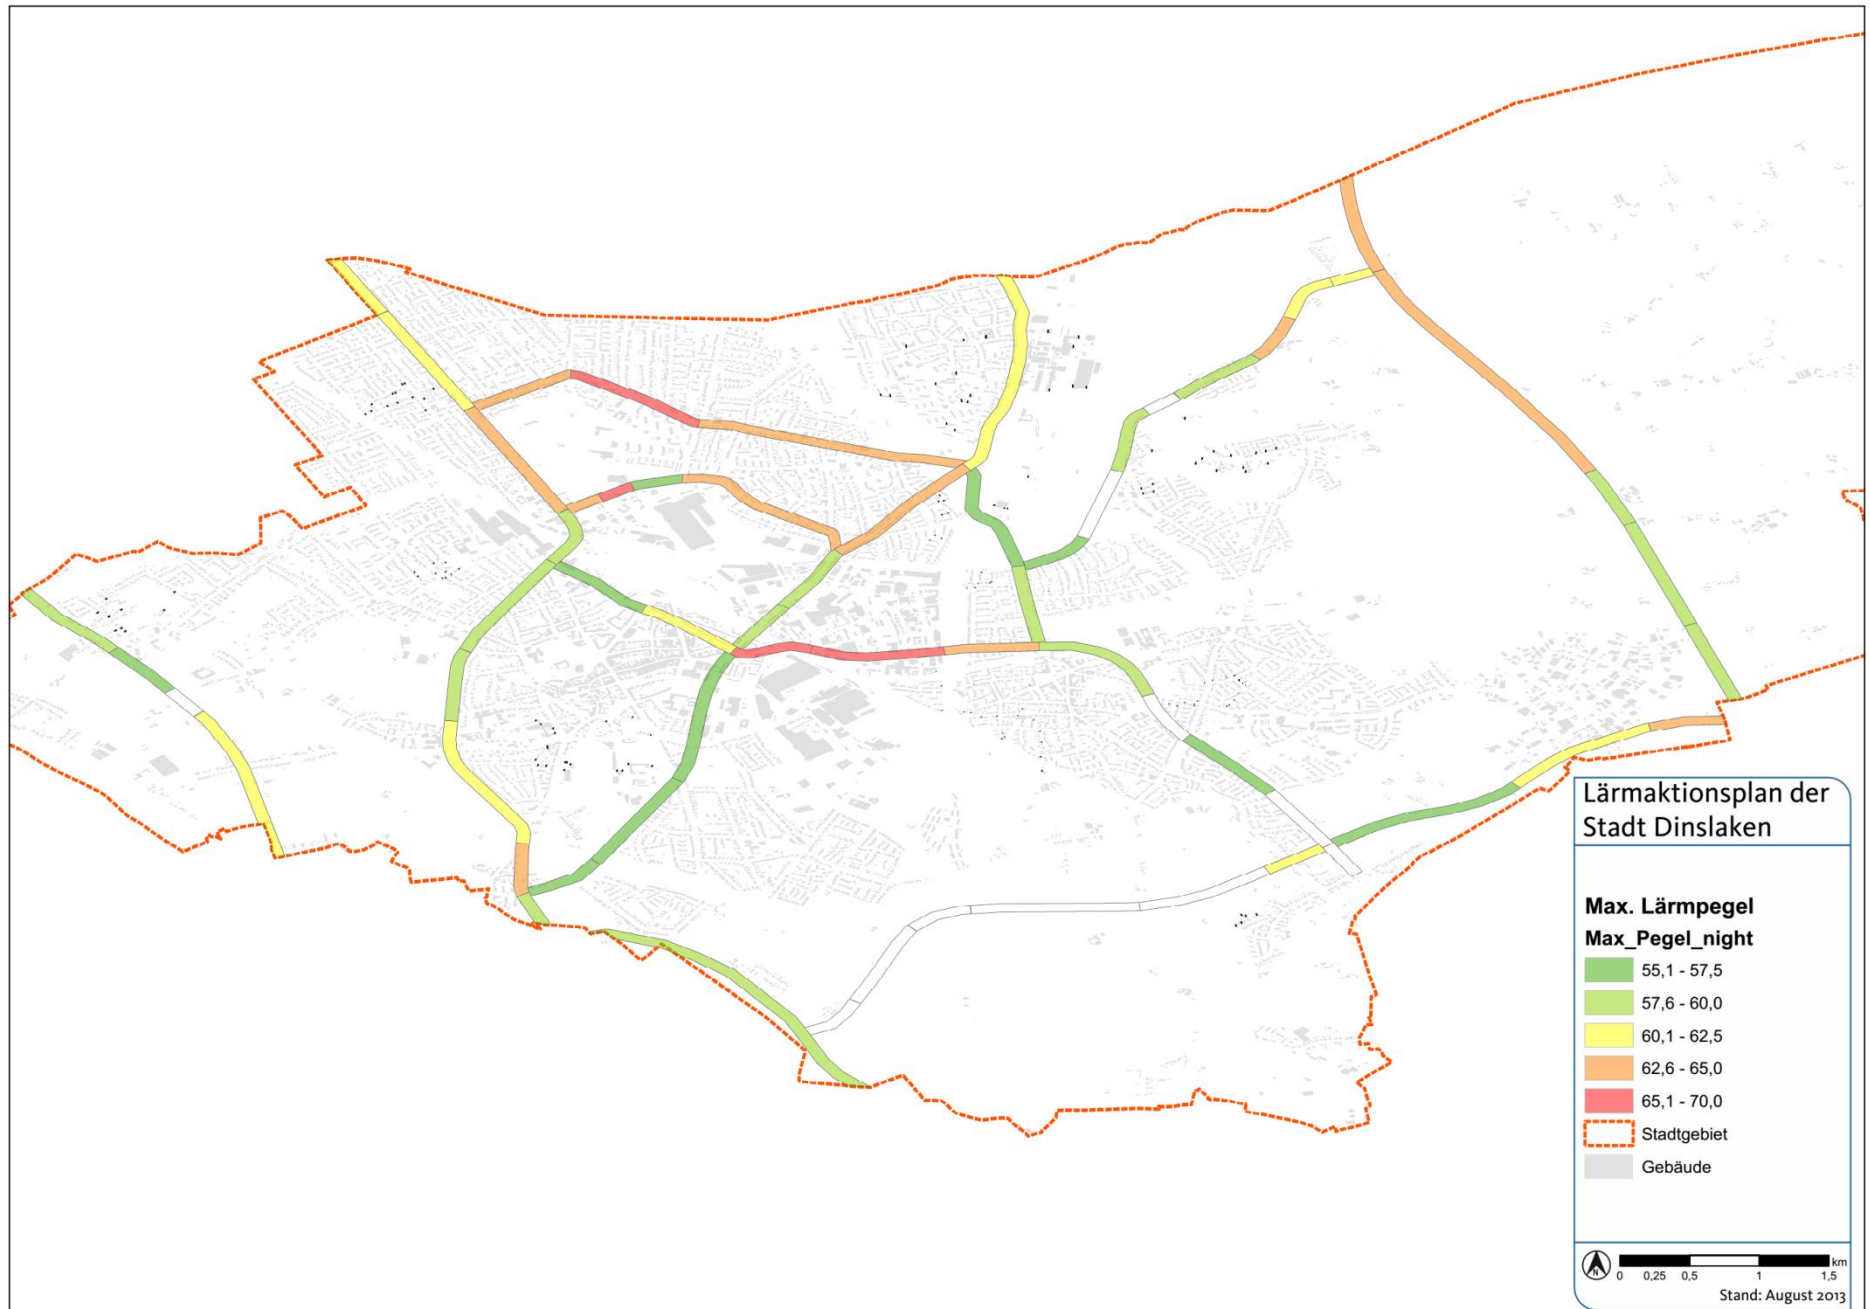 Lärmaktionsplan der
Stadt Dinslaken
Max. Lärmpegel
Max_Pegel_night
55,1 - 57,5
57,6 - 60,0
60,1 - 62,5
62,6 - 65,0
65,1 - 70,0
Stadtgebiet
Gebäude
N
km
0 0,25 0,5 1 1,5
Stand: August 2013